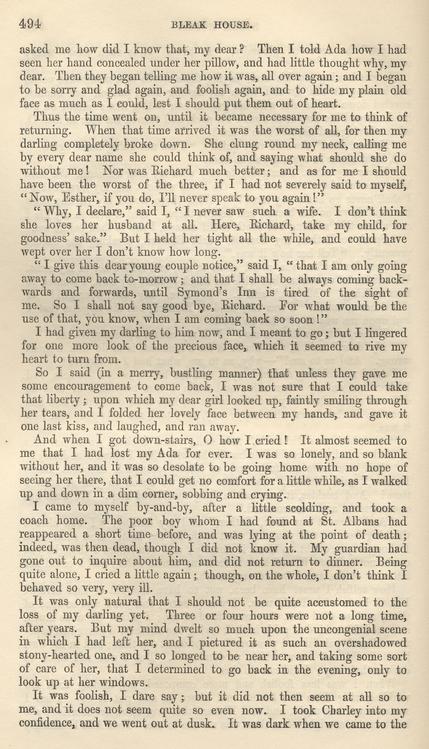 494 BLEAK HOUSE.
asked me how did I know that, my dear? Then I told Ada how I had
seen her hand concealed under her pillow, and had little thought why, my
dear. Then they began telling me how it was, all over again; and I began
to be sorry and glad again, and foolish again, and to hide my plain old
face as much as I could, lest I should put them out of heart.
Thus the time went on, until it became necessary for me to think of
returning. When that time arrived it was the worst of all, for then my
darling completely broke down. She clung round my neck, calling me
by every dear name she could think of, and saying what should she do
without me! Nor was Richard much better; and as for me I should
have been the worst of the three, if I had not severely said to myself,
"Now, Esther, if you do, I'll never speak to you again!"
"Why, I declare," said I, "I never saw such a wife. I don't think
she loves her husband at all. Here, Richard, take my child, for
goodness' sake." But I held her tight all the while, and could have
wept over her I don't know how long.
"I give this dear young couple notice," said I, "that I am only going
away to come back to-morrow; and that I shall be always coming back-
wards and forwards, until Symond's Inn is tired of the sight of
me. So I shall not say good bye, Richard. For what would be the
use of that, you know, when I am coming back so soon!"
I had given my darling to him now, and I meant to go; but I lingered
for one more look of the precious face, which it seemed to rive my
heart to turn from.
So I said (in a merry, bustling manner) that unless they gave me
some encouragement to come back, I was not sure that I could take
that liberty; upon which my dear girl looked up, faintly smiling through
her tears, and I folded her lovely face between my hands, and gave it
one last kiss, and laughed, and ran away.
And when I got down-stairs, O how I cried! It almost seemed to
me that I had lost my Ada for ever. I was so lonely, and so blank
without her, and it was so desolate to be going home with no hope of
seeing her there, that I could get no comfort for a little while, as I walked
up and down in a dim corner, sobbing and crying.
I came to myself by-and-by, after a little scolding, and took a
coach home. The poor boy whom I had found at St. Albans had
reappeared a short time before, and was lying at the point of death;
indeed, was then dead, though I did not know it. My guardian had
gone out to inquire about him, and did not return to dinner. Being
quite alone, I cried a little again; though, on the whole, I don't think I
behaved so very, very ill.
It was only natural that I should not be quite accustomed to the
loss of my darling yet. Three or four hours were not a long time,
after years. But my mind dwelt so much upon the uncongenial scene
in which I had left her, and I pictured it as such an overshadowed
stony-hearted one, and I so longed to be near her, and taking some sort
of care of her, that I determined to go back in the evening, only to
look up at her windows.
It was foolish, I dare say; but it did not then seem at all so to
me, and it does not seem quite so even now. I took Charley into my
confidence, and we went out at dusk. It was dark when we came to the